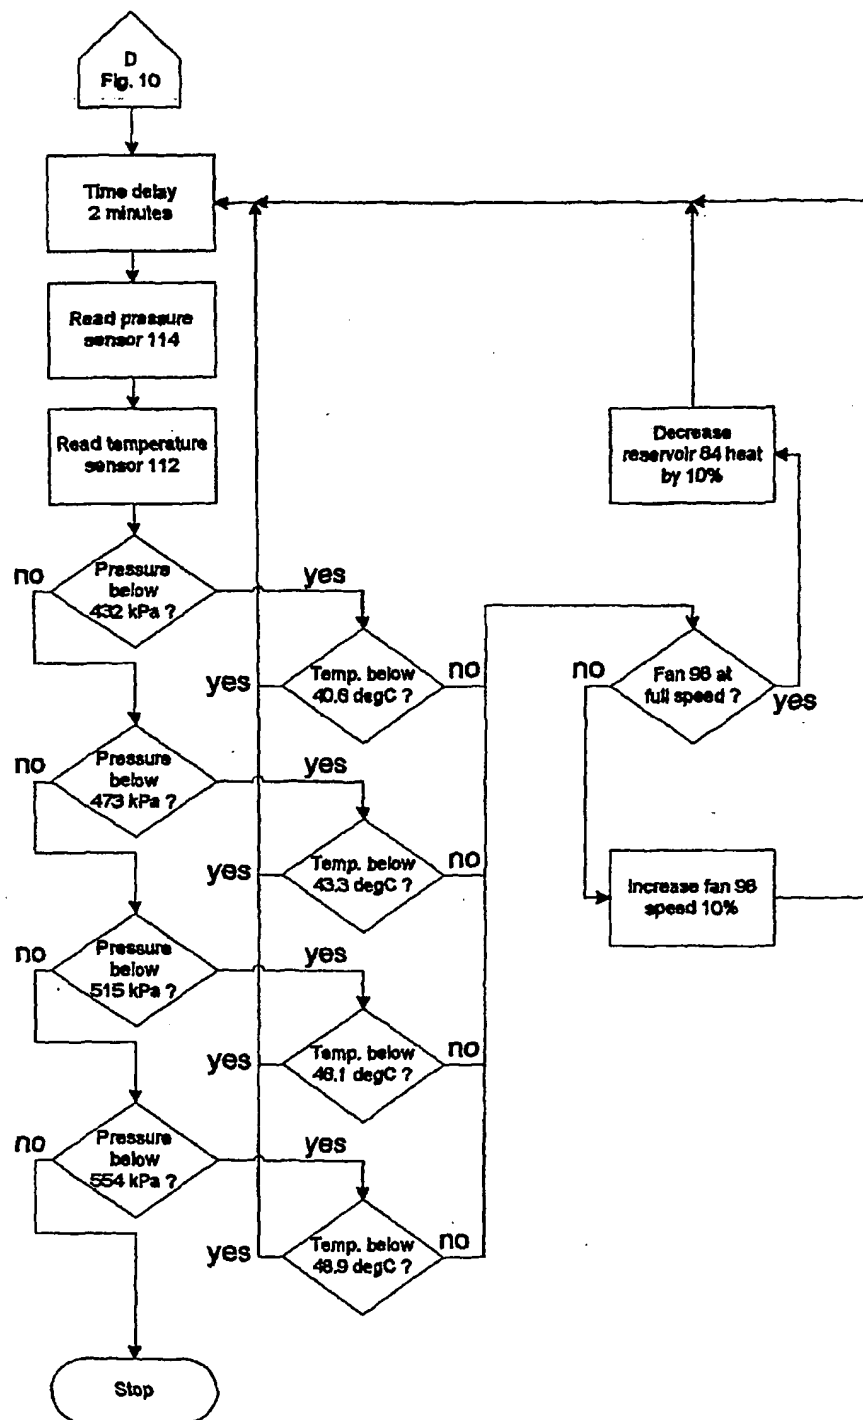 D
Fig. 10
Time delay
2 minutes
Read pressure
sensor 114
Read temperature
sensor 112
Decrease
reservoir 84 heat
by 10%
no
Pressure
below
432 kPa ?
yes
yes
Temp. below
40.6 degC ?
no
no
Fan 98 at
full speed ?
yes
no
Pressure
below
473 kPa ?
yes
yes
Temp. below
43.3 degC ?
no
Increase fan 98
speed 10%
no
Pressure
below
515 kPa ?
yes
yes
Temp. below
46.1 degC ?
no
no
Pressure
below
554 kPa ?
yes
yes
Temp. below
48.9 degC ?
no
Stop